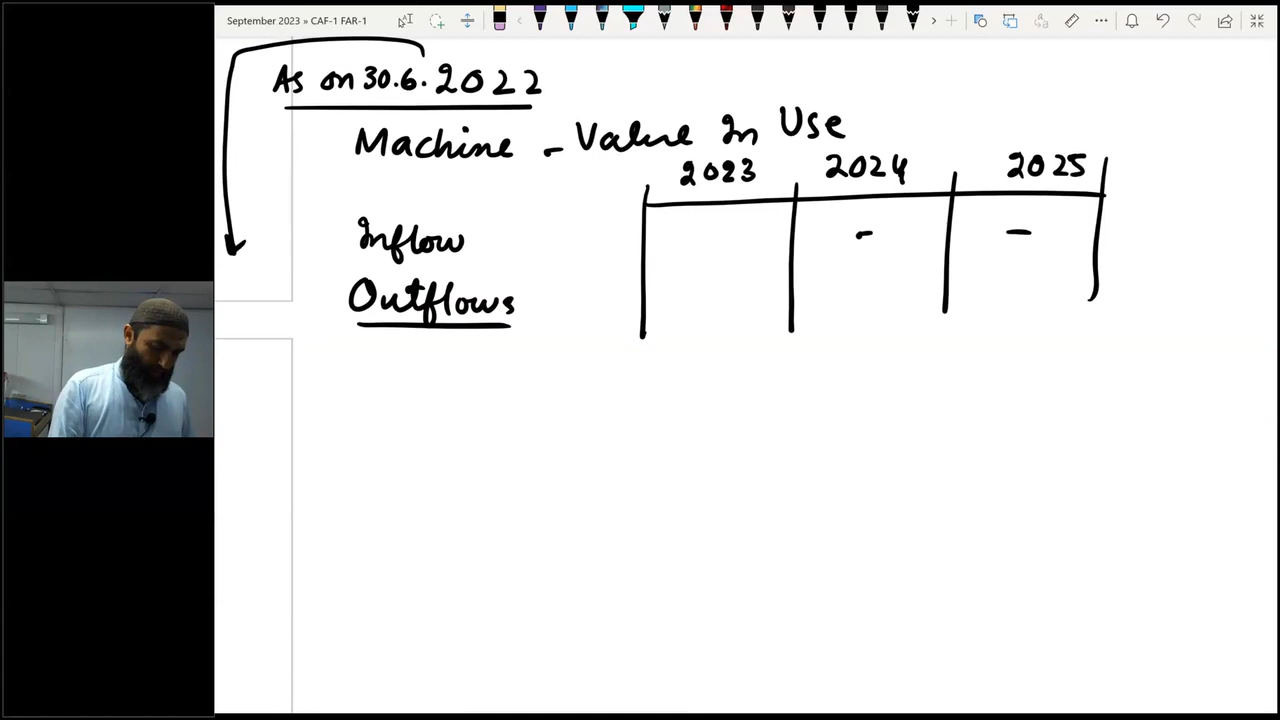 September 2023 » CAF-1 FAR-1
As on 30.6.2022
Machine - Value In Use
2023 2024 2025
Inflow - -
Outflows